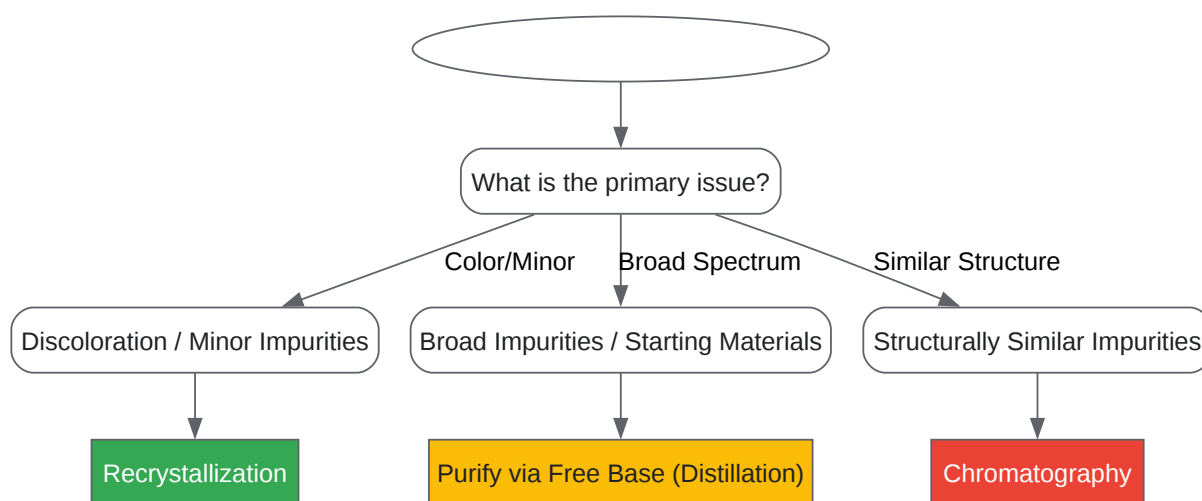 What is the primary issue?
Color/Minor
Broad Spectrum
Similar Structure
Discoloration / Minor Impurities
Broad Impurities / Starting Materials
Structurally Similar Impurities
Recrystallization
Purify via Free Base (Distillation)
Chromatography